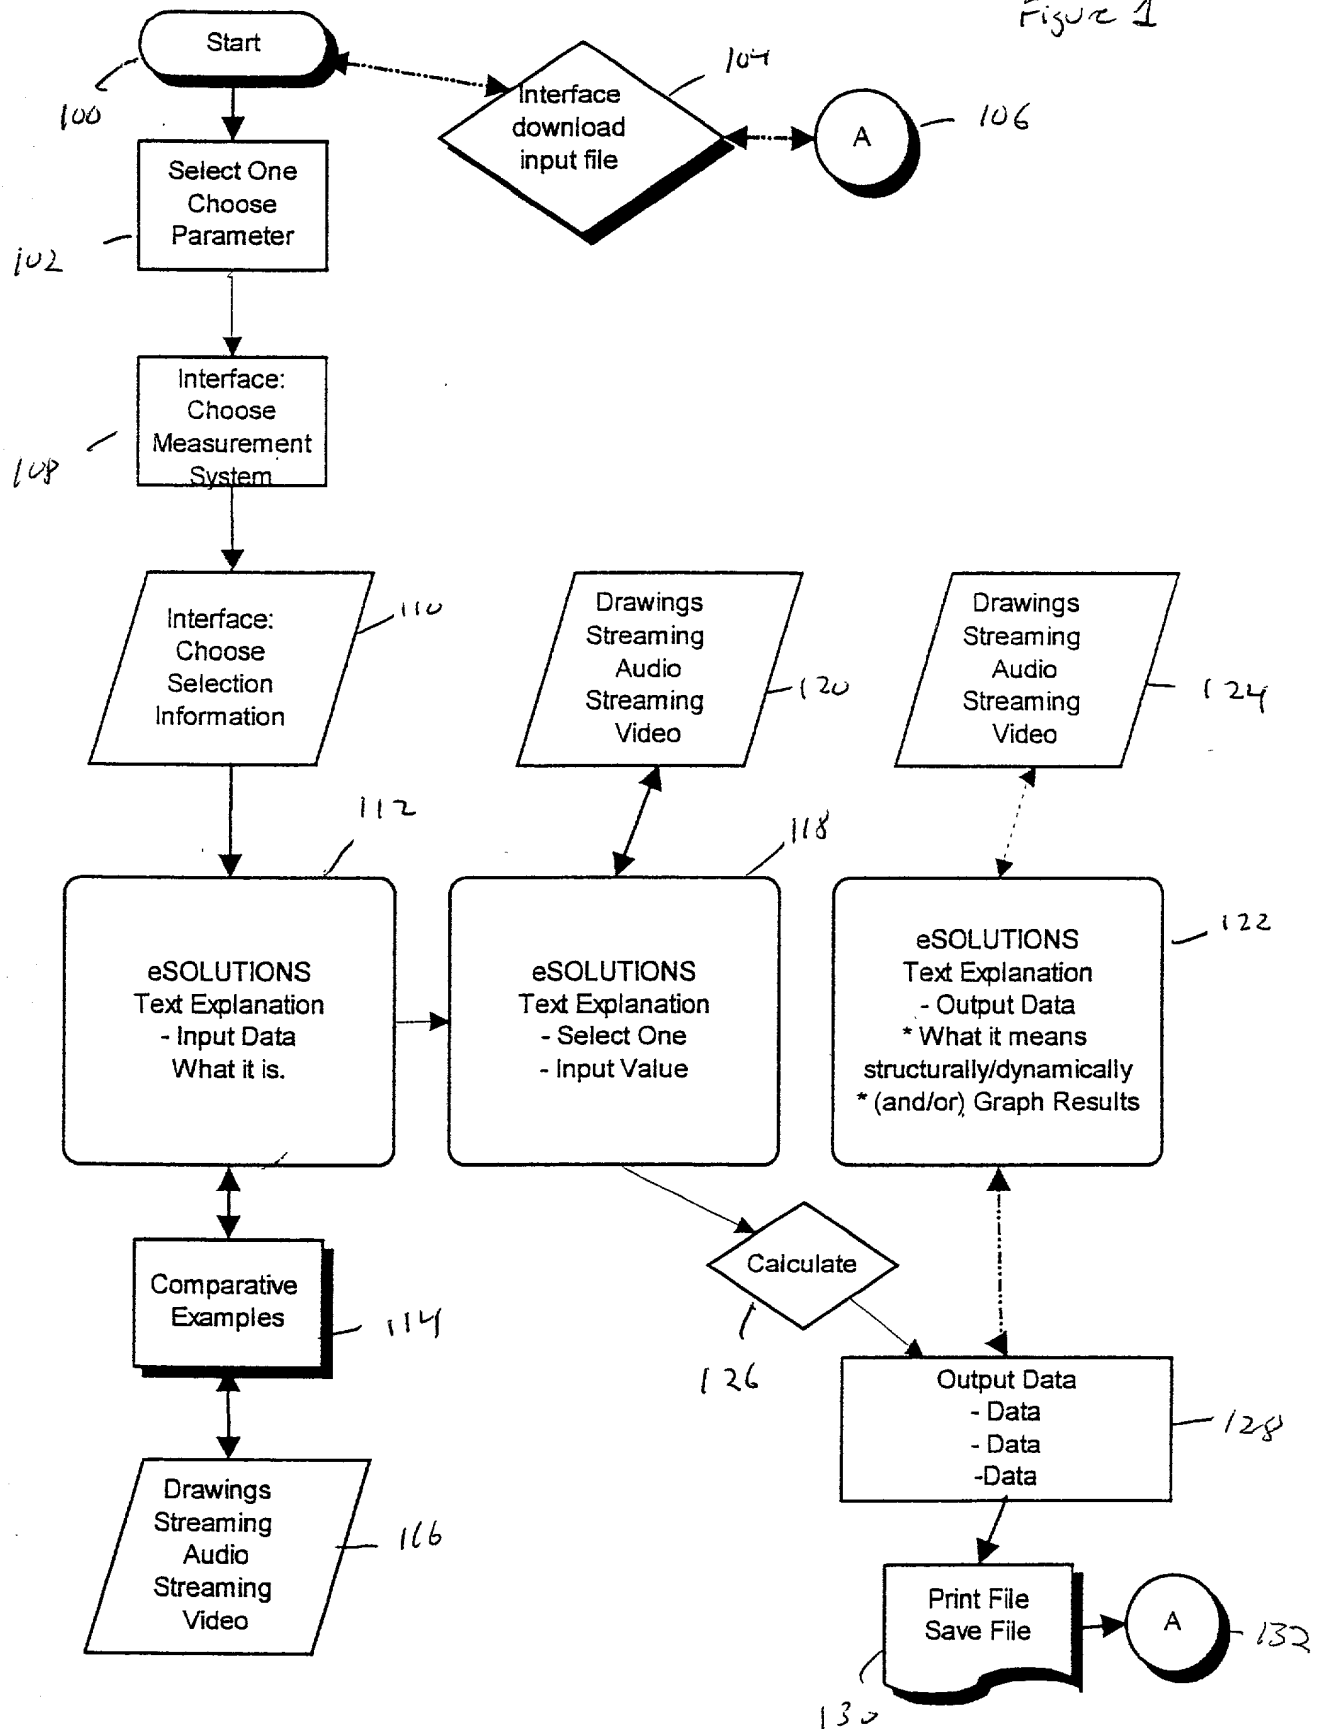 Figure 1
Start
100
104
Interface
download
input file
A
106
Select One
Choose
Parameter
102
Interface:
Choose
Measurement
System
108
Interface:
Choose
Selection
Information
110
Drawings
Streaming
Audio
Streaming
Video
120
Drawings
Streaming
Audio
Streaming
Video
124
112
eSOLUTIONS
Text Explanation
- Input Data
What it is.
118
eSOLUTIONS
Text Explanation
- Select One
- Input Value
122
eSOLUTIONS
Text Explanation
- Output Data
* What it means
structurally/dynamically
* (and/or) Graph Results
Comparative
Examples
114
Calculate
126
Output Data
- Data
- Data
-Data
128
Drawings
Streaming
Audio
Streaming
Video
116
Print File
Save File
130
A
132